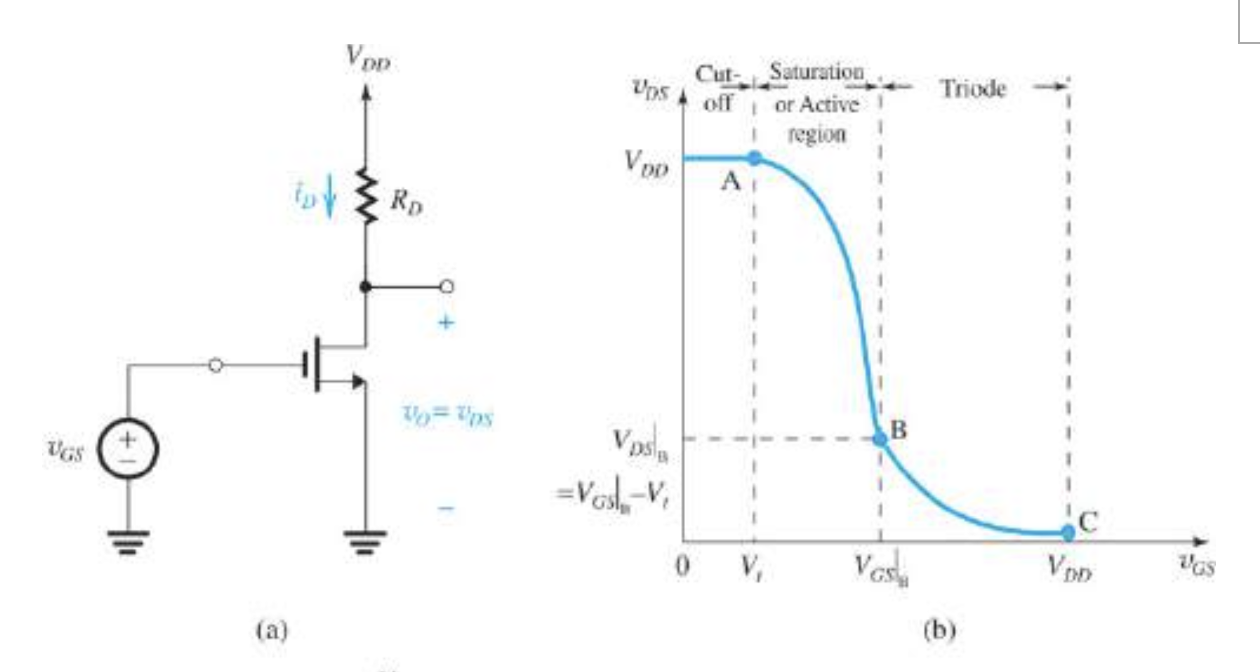 V_DD
i_D
R_D
+
v_O = v_DS
v_GS
+
−
−
(a)
v_DS
Cut-
off
Saturation
or Active
region
Triode
V_DD
A
B
V_DS|_B
=V_GS|_B−V_t
C
0
V_t
V_GS|_B
V_DD
v_GS
(b)